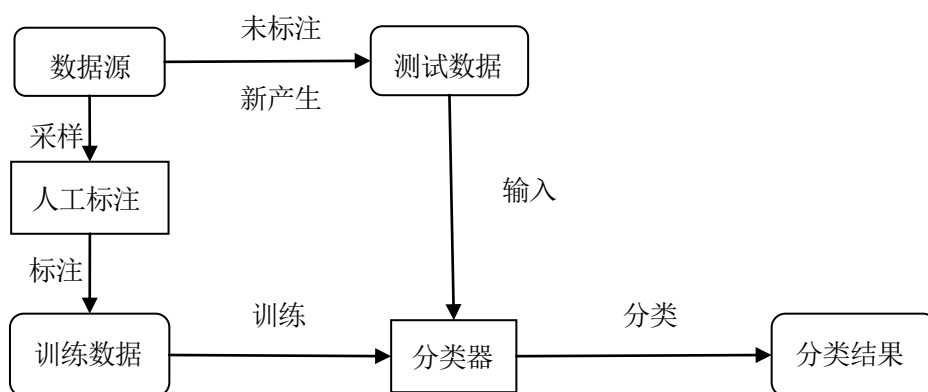 未标注
数据源
测试数据
新产生
采样
人工标注
输入
标注
训练
分类
训练数据
分类器
分类结果